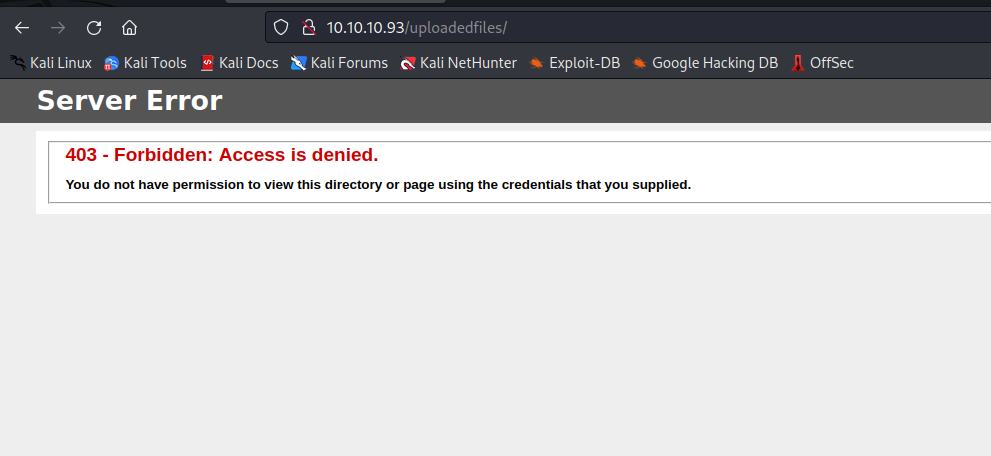 10.10.10.93/uploadedfiles/
Kali Linux Kali Tools Kali Docs Kali Forums Kali NetHunter Exploit-DB Google Hacking DB OffSec
Server Error
403 - Forbidden: Access is denied.
You do not have permission to view this directory or page using the credentials that you supplied.